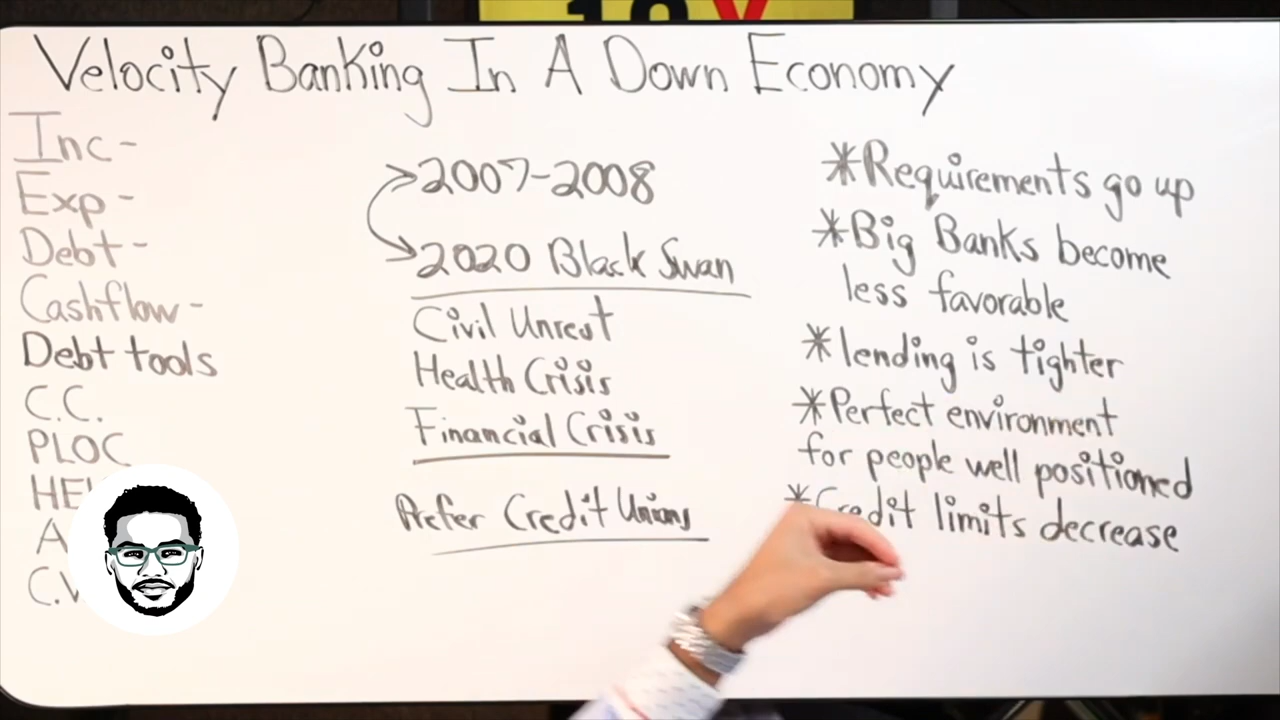 Velocity Banking In A Down Economy
Inc -
Exp -
Debt -
Cashflow -
Debt tools
C.C.
PLOC
2007-2008
2020 Black Swan
Civil Unrest
Health Crisis
Financial Crisis
Prefer Credit Unions
*Requirements go up
*Big Banks become
less favorable
*lending is tighter
*Perfect environment
for people well positioned
*Credit limits decrease